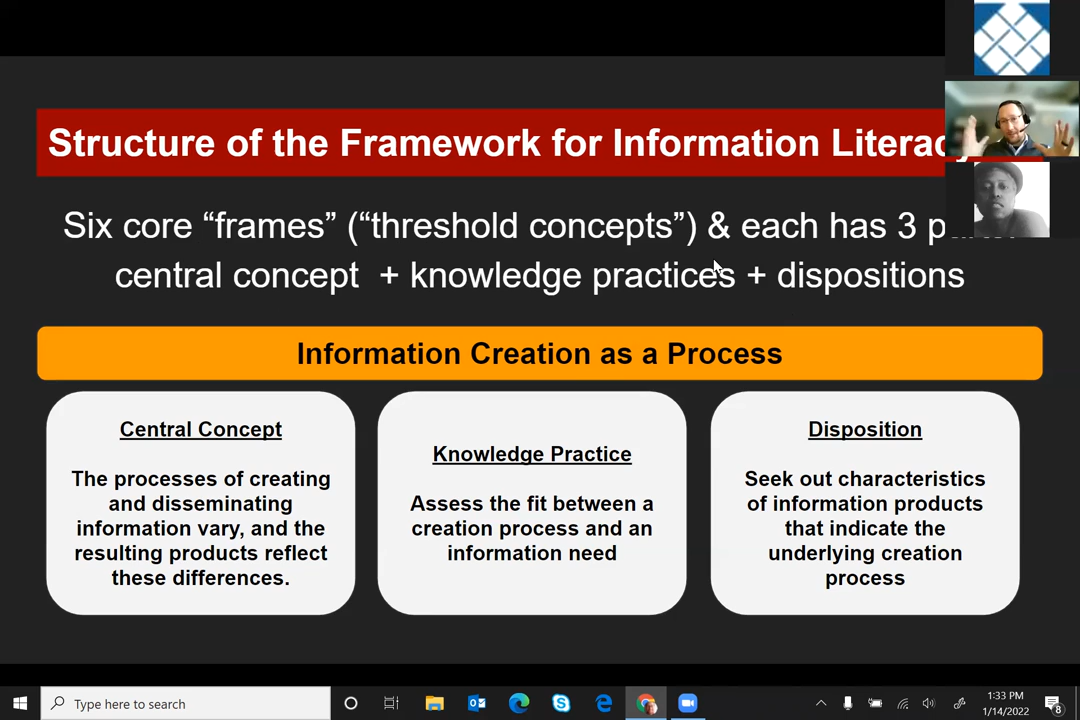 Structure of the Framework for Information
Six core “frames” (“threshold concepts”) & each has 3
central concept + knowledge practices + dispositions
Information Creation as a Process
Central Concept
The processes of creating
and disseminating
information vary, and the
resulting products reflect
these differences.
Knowledge Practice
Assess the fit between a
creation process and an
information need
Disposition
Seek out characteristics
of information products
that indicate the
underlying creation
process
Type here to search
1:33 PM
1/14/2022
8